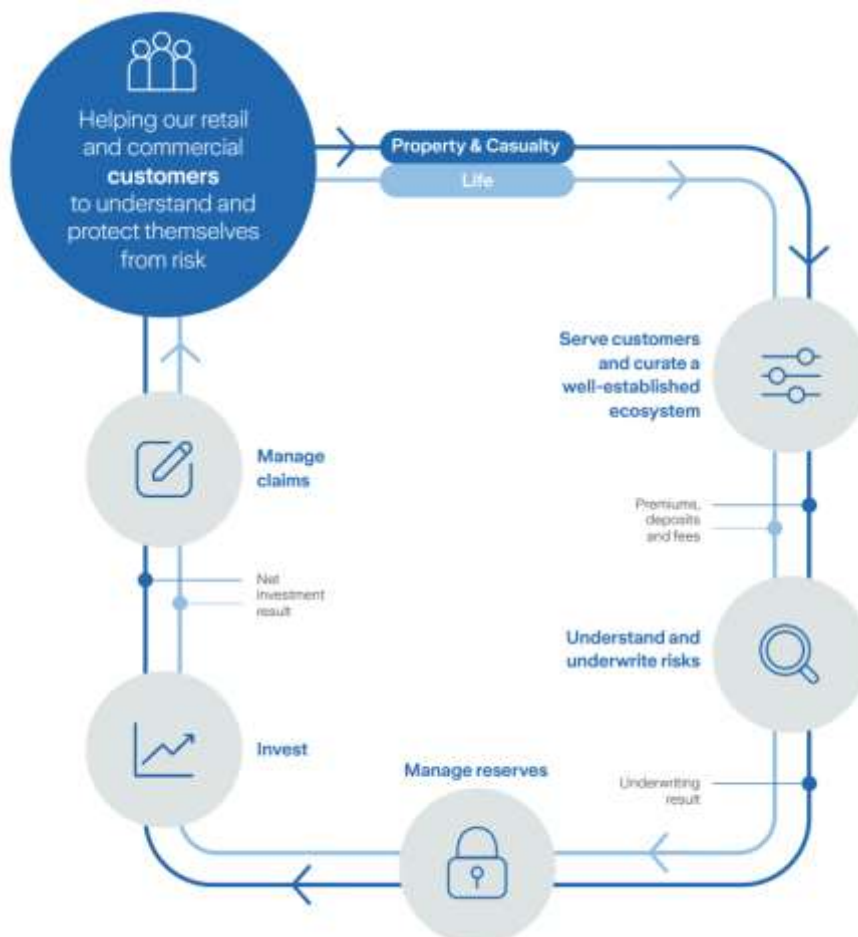 Helping our retail
and commercial
customers
to understand and
protect themselves
from risk
Property & Casualty
Life
Serve customers
and curate a
well-established
ecosystem
Premiums,
deposits
and fees
Understand and
underwrite risks
Underwriting
result
Manage reserves
Invest
Net
investment
result
Manage
claims